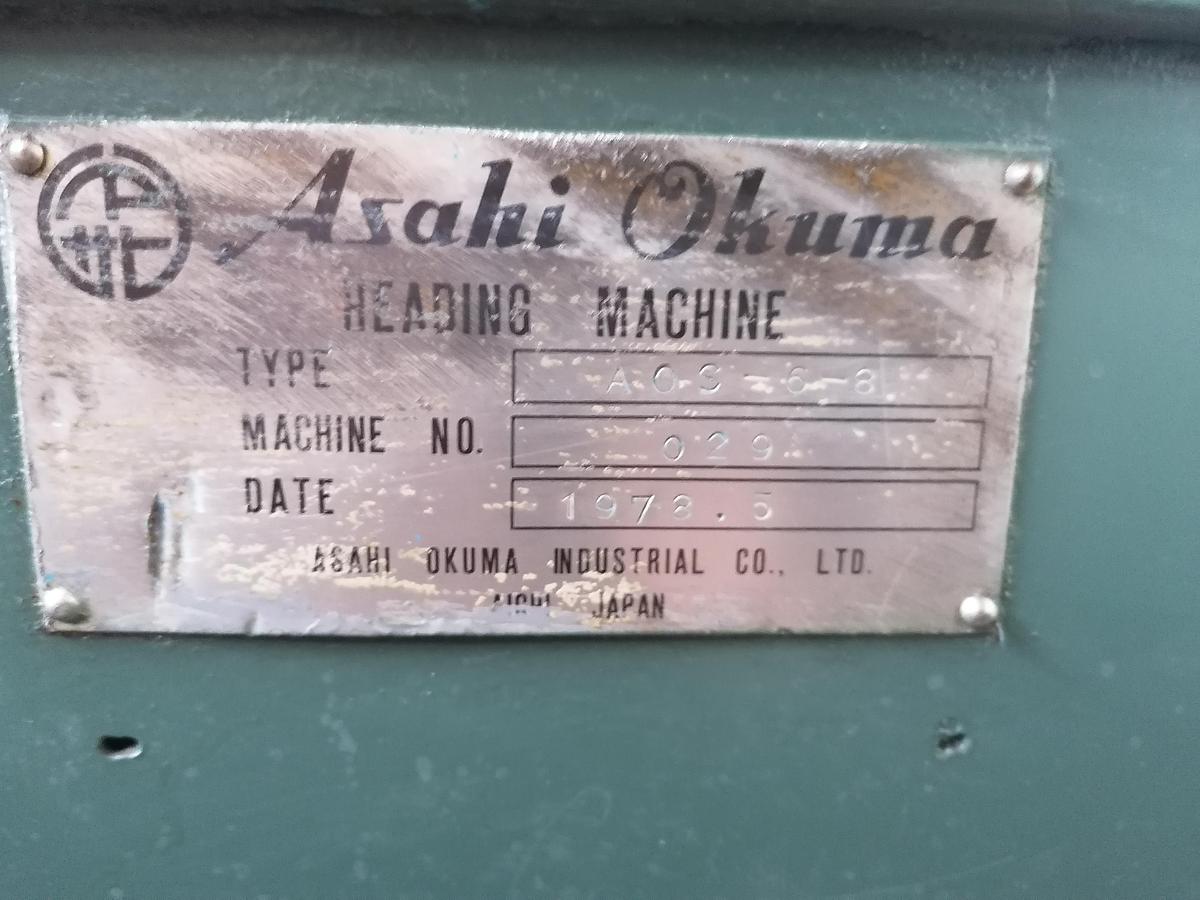 Asahi Okuma
HEADING MACHINE
TYPE AOS-6-8
MACHINE NO. 029
DATE 1978.5
ASAHI OKUMA INDUSTRIAL CO., LTD.
AICHI JAPAN